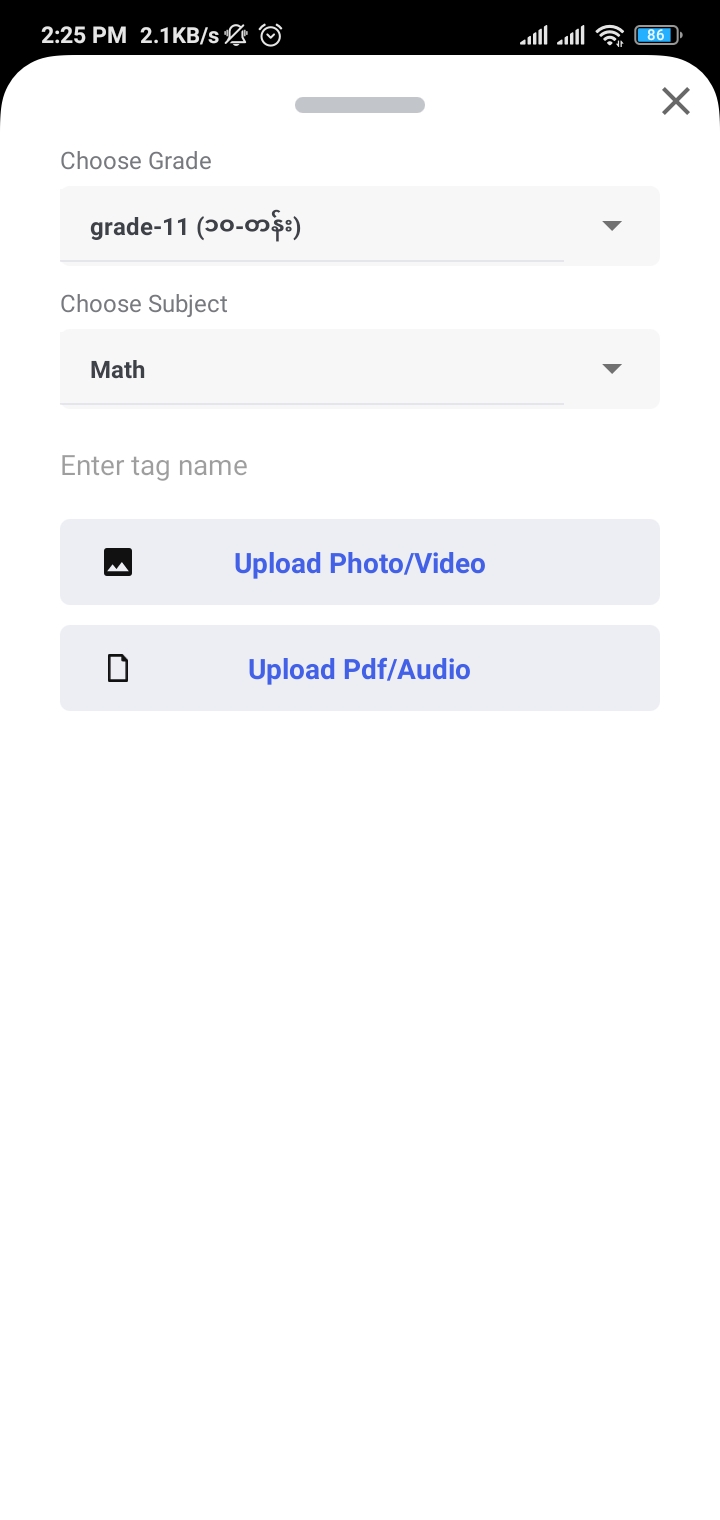 2:25 PM 2.1KB/s 86
Choose Grade
grade-11 (၁၀-တန်း)
Choose Subject
Math
Enter tag name
Upload Photo/Video
Upload Pdf/Audio